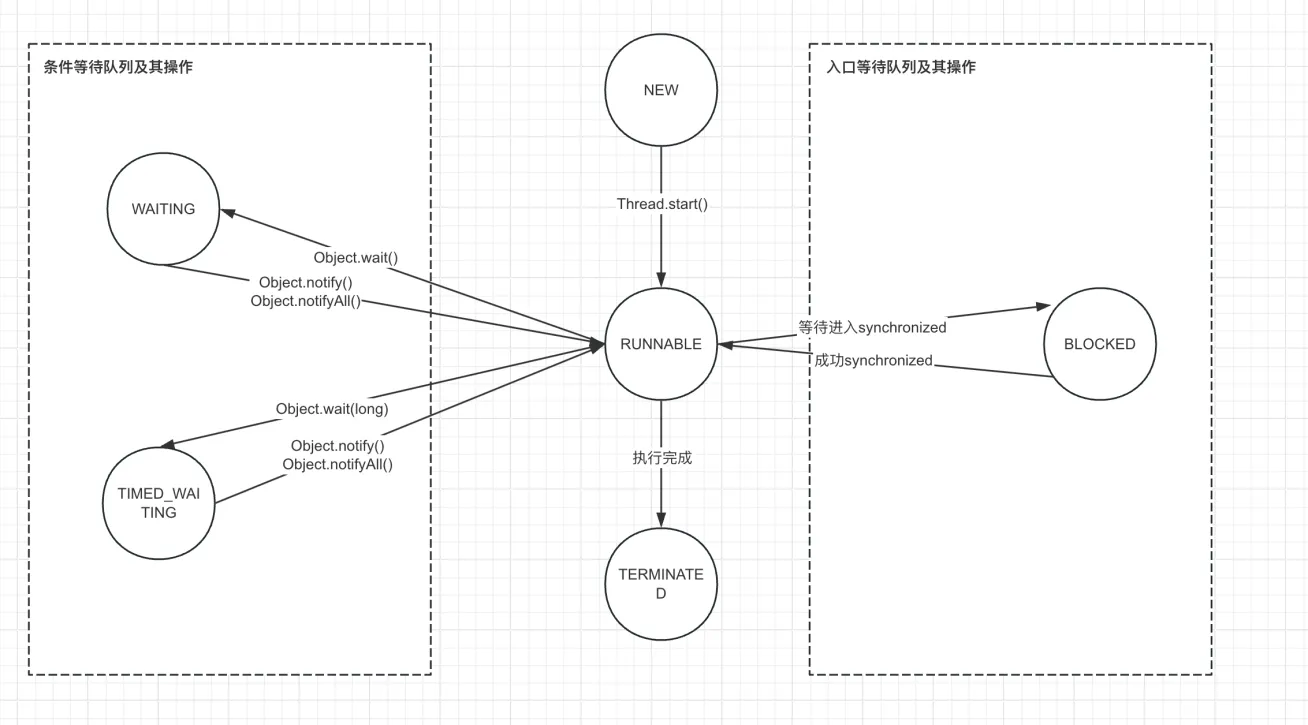 条件等待队列及其操作
NEW
入口等待队列及其操作
WAITING
Thread.start()
Object.wait()
Object.notify()
Object.notifyAll()
等待进入synchronized
RUNNABLE
BLOCKED
成功synchronized
Object.wait(long)
Object.notify()
Object.notifyAll()
执行完成
TIMED_WAI
TING
TERMINATE
D